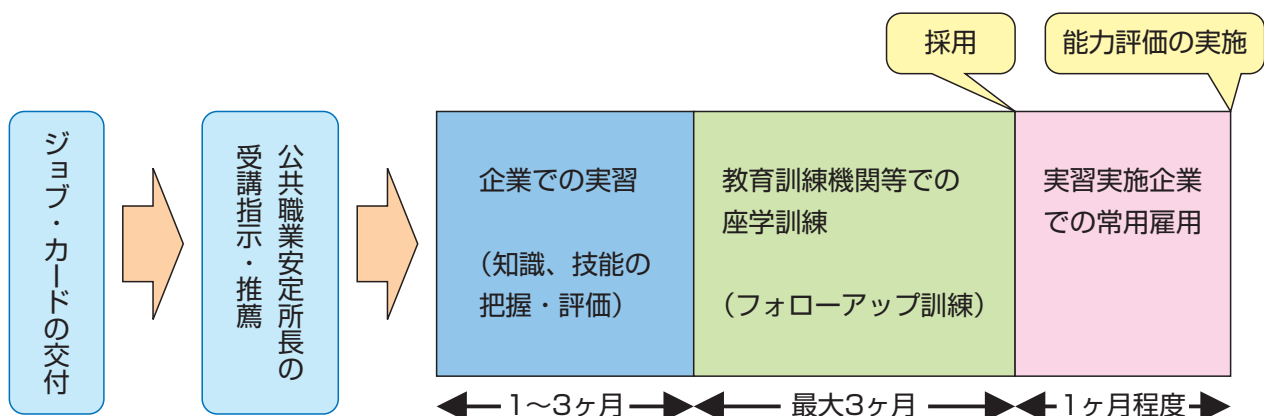 採用
能力評価の実施
ジョブ・カードの交付
公共職業安定所長の
受講指示・推薦
企業での実習
(知識、技能の
把握・評価)
教育訓練機関等での
座学訓練
(フォローアップ訓練)
実習実施企業
での常用雇用
1〜3ヶ月
最大3ヶ月
1ヶ月程度